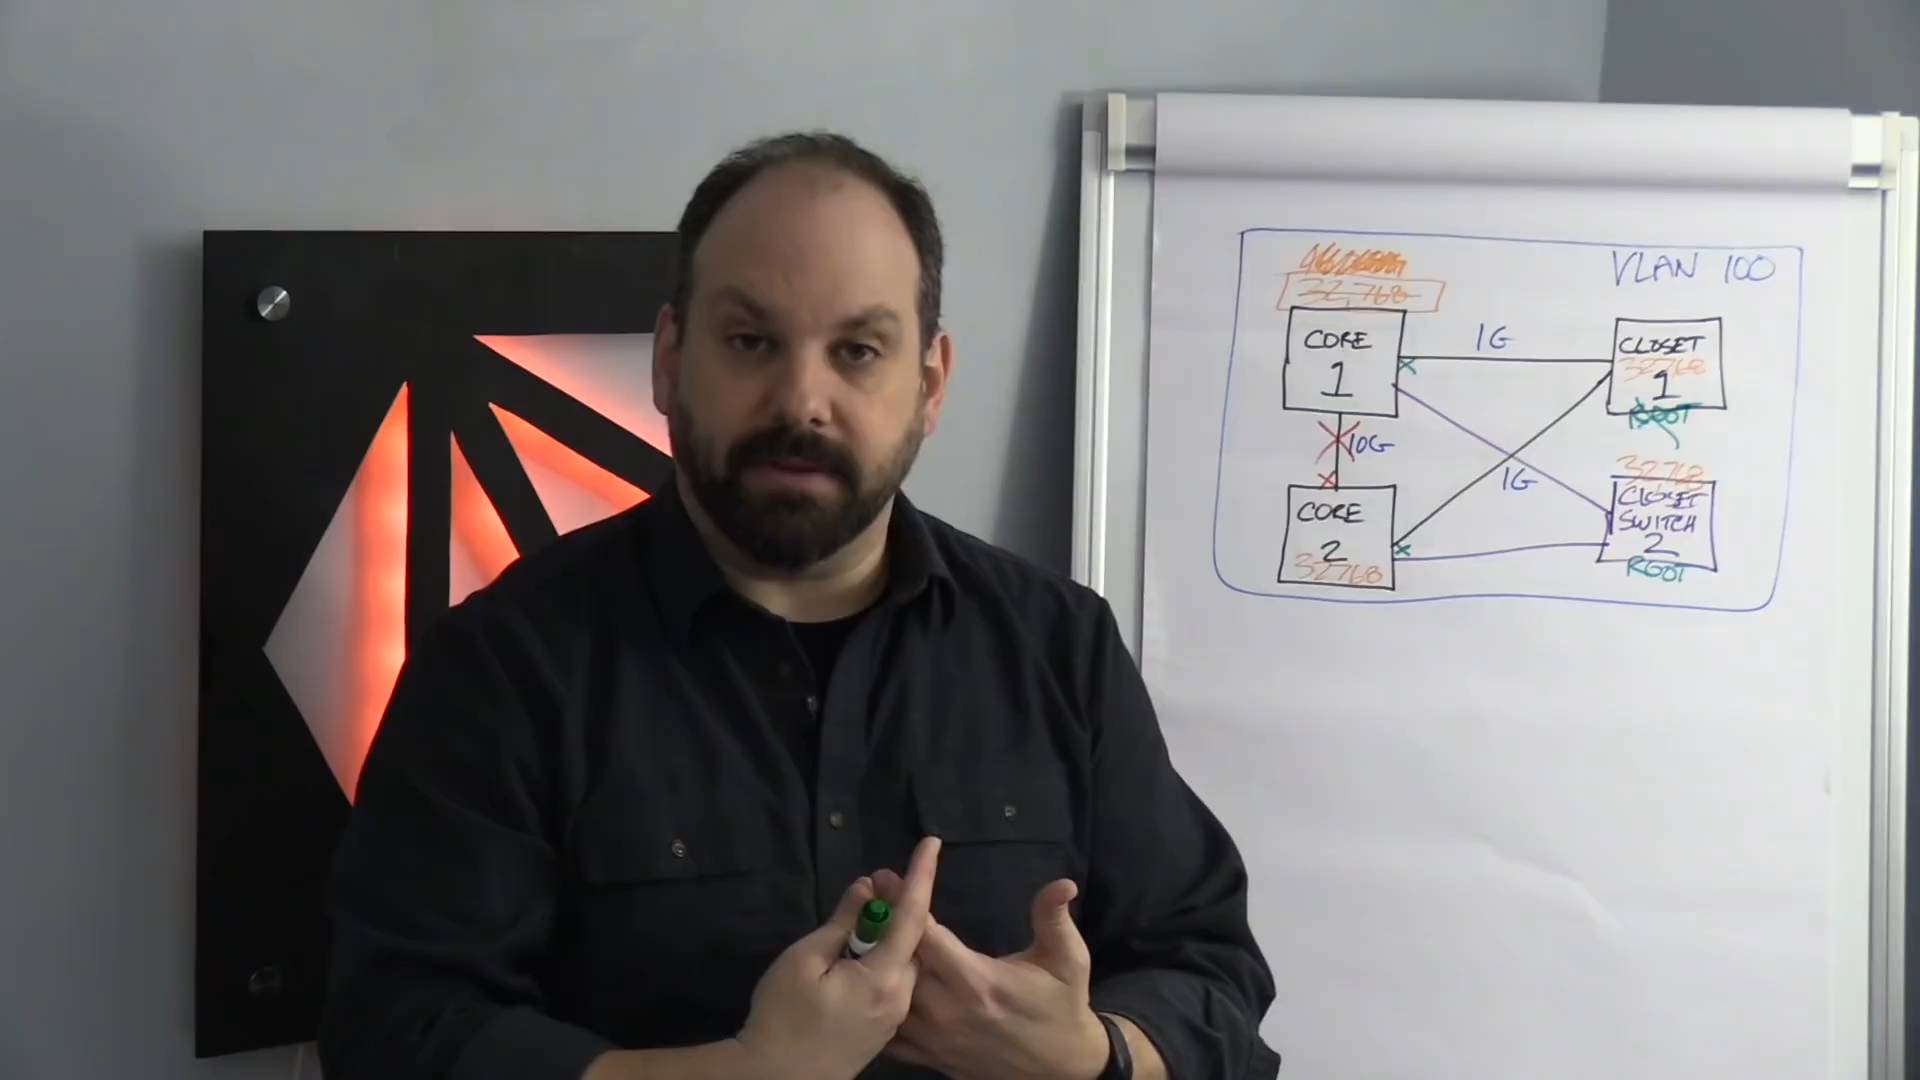 VLAN 100
32,768
CORE
1
1G
CLOSET
32768
1
ROOT
10G
1G
32768
CLOSET
SWITCH
2
ROOT
CORE
2
32768